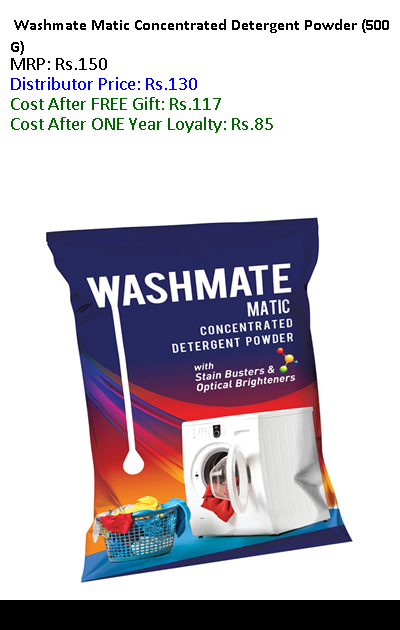 Washmate Matic Concentrated Detergent Powder (500
G)
MRP: Rs.150
Distributor Price: Rs.130
Cost After FREE Gift: Rs.117
Cost After ONE Year Loyalty: Rs.85
WASHMATE
MATIC
CONCENTRATED
DETERGENT POWDER
with
Stain Busters &
Optical Brighteners